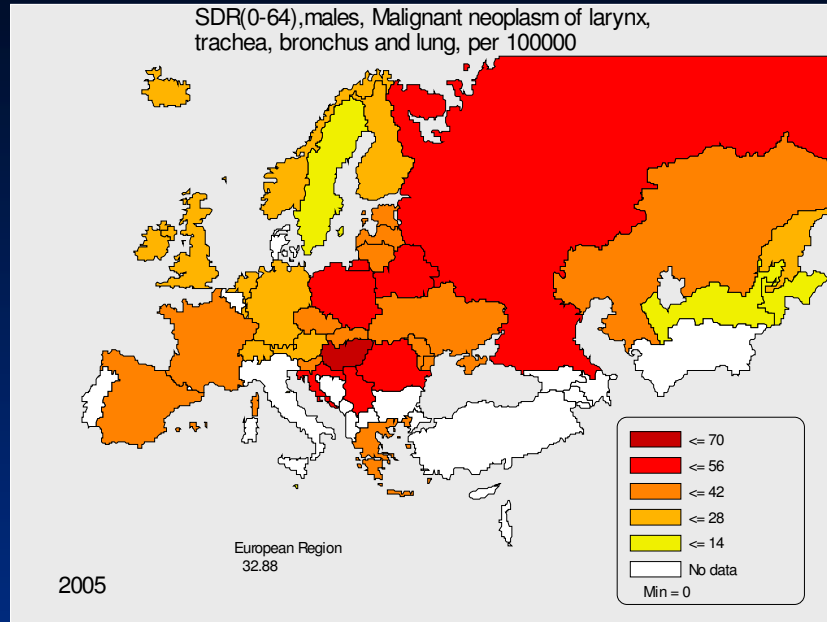 SDR(0-64),males, Malignant neoplasm of larynx,
trachea, bronchus and lung, per 100000
<= 70
<= 56
<= 42
<= 28
<= 14
No data
Min = 0
European Region
32.88
2005